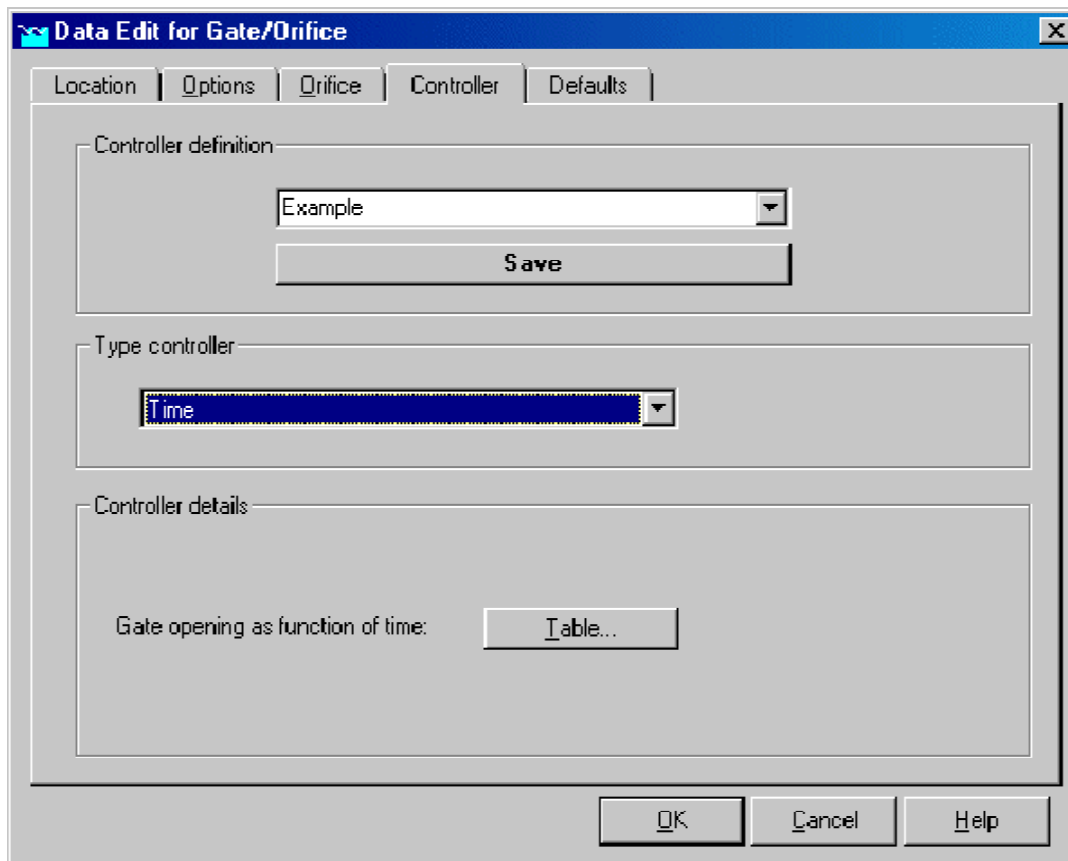 Data Edit for Gate/Orifice
Location Options Orifice Controller Defaults
Controller definition
Example
Save
Type controller
Time
Controller details
Gate opening as function of time: Table...
OK Cancel Help